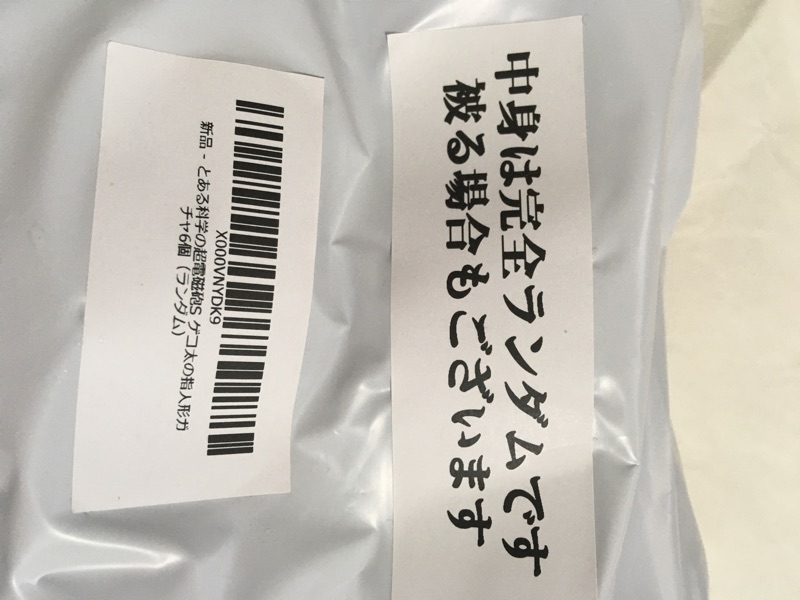 X000VNYDK9
新品 - とある科学の超電磁砲S ゲコ太の指人形ガ
チャ6個 (ランダム)
中身は完全ランダムです
被る場合もございます